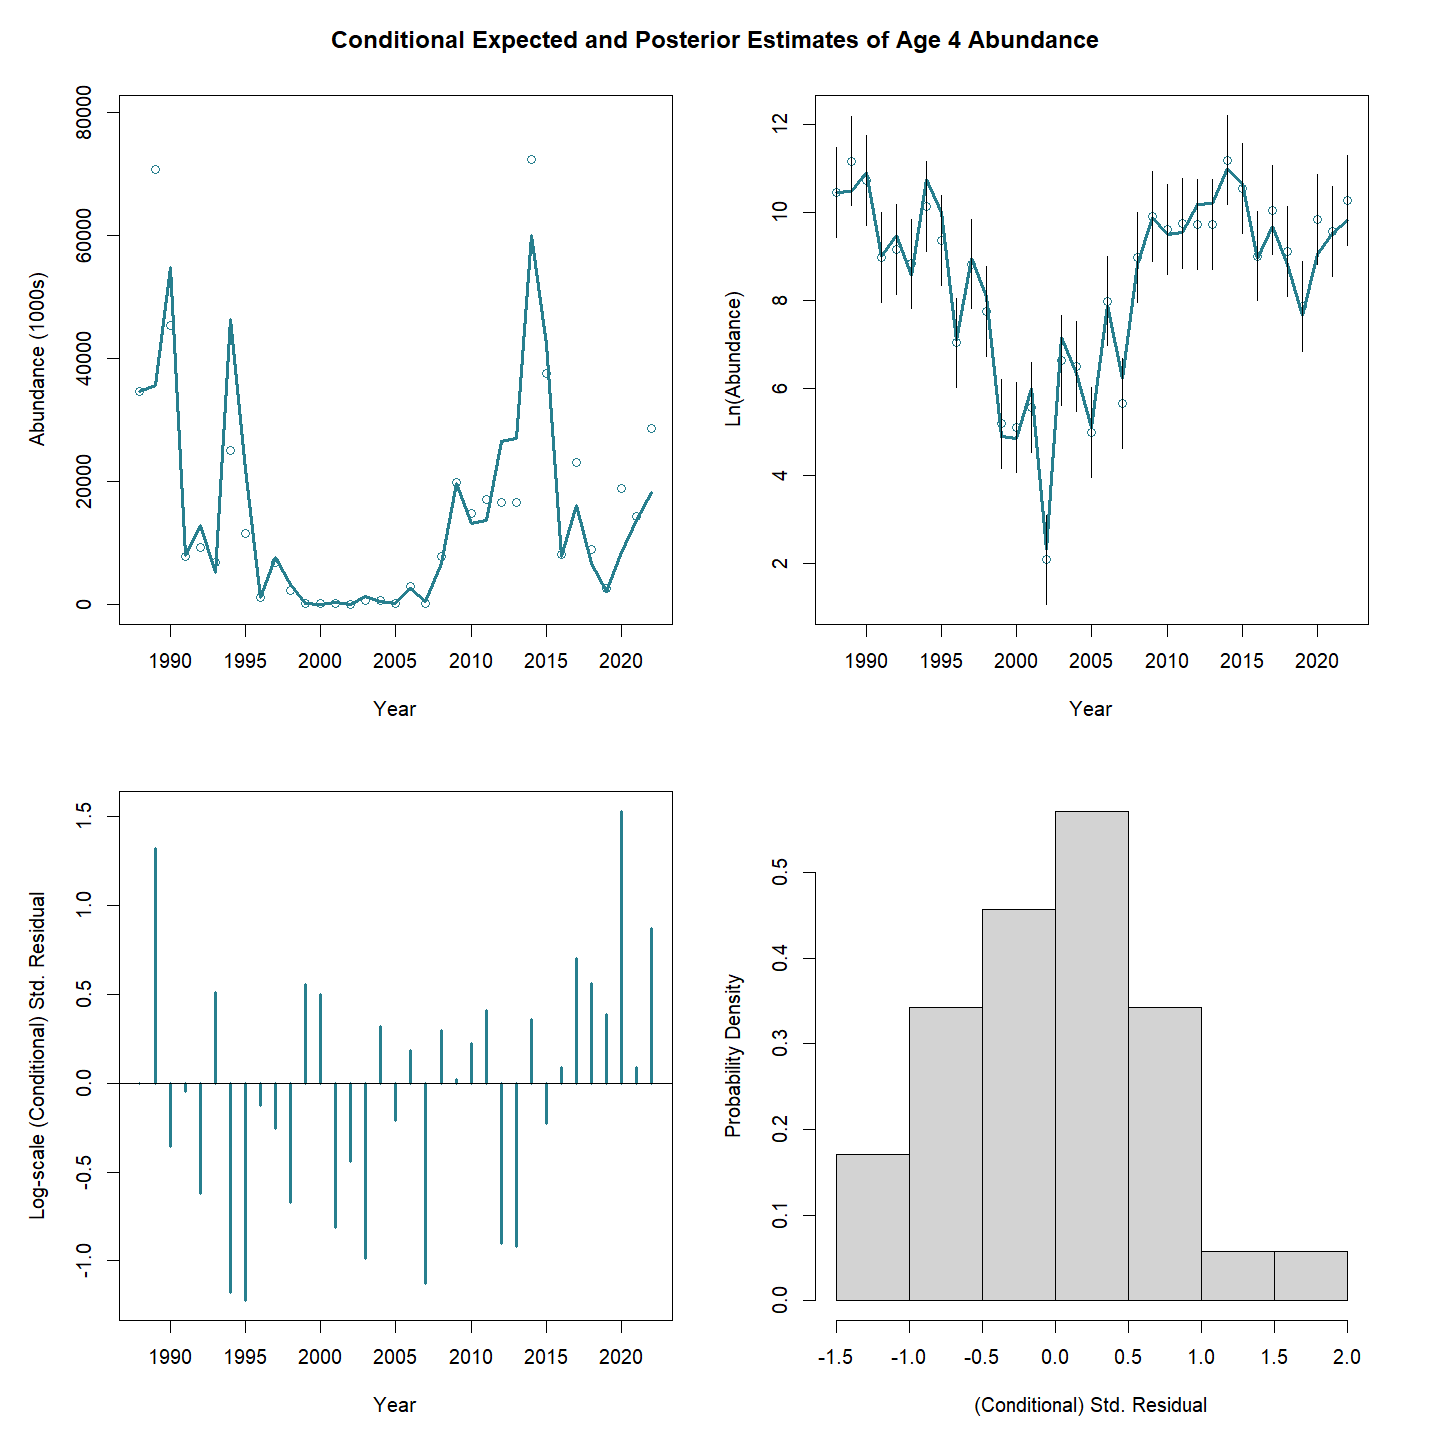 Conditional Expected and Posterior Estimates of Age 4 Abundance
Abundance (1000s)
80000
60000
40000
20000
0
1990 1995 2000 2005 2010 2015 2020
Year
Ln(Abundance)
12
10
8
6
4
2
1990 1995 2000 2005 2010 2015 2020
Year
Log-scale (Conditional) Std. Residual
1.5
1.0
0.5
0.0
-0.5
-1.0
1990 1995 2000 2005 2010 2015 2020
Year
Probability Density
0.5
0.4
0.3
0.2
0.1
0.0
-1.5 -1.0 -0.5 0.0 0.5 1.0 1.5 2.0
(Conditional) Std. Residual